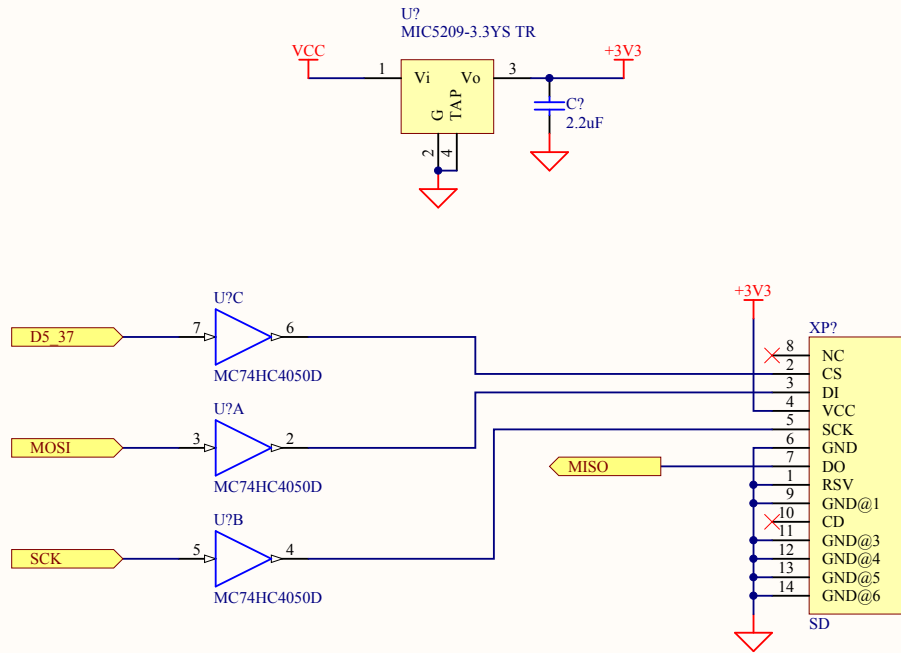 U?
MIC5209-3.3YS TR
VCC
1
Vi
Vo
3
+3V3
G
TAP
2
4
C?
2.2uF
U?C
D5_37
7
6
MC74HC4050D
U?A
MOSI
3
2
MC74HC4050D
U?B
SCK
5
4
MC74HC4050D
MISO
+3V3
XP?
8 NC
2 CS
3 DI
4 VCC
5 SCK
6 GND
7 DO
1 RSV
9 GND@1
10 CD
11 GND@3
12 GND@4
13 GND@5
14 GND@6
SD